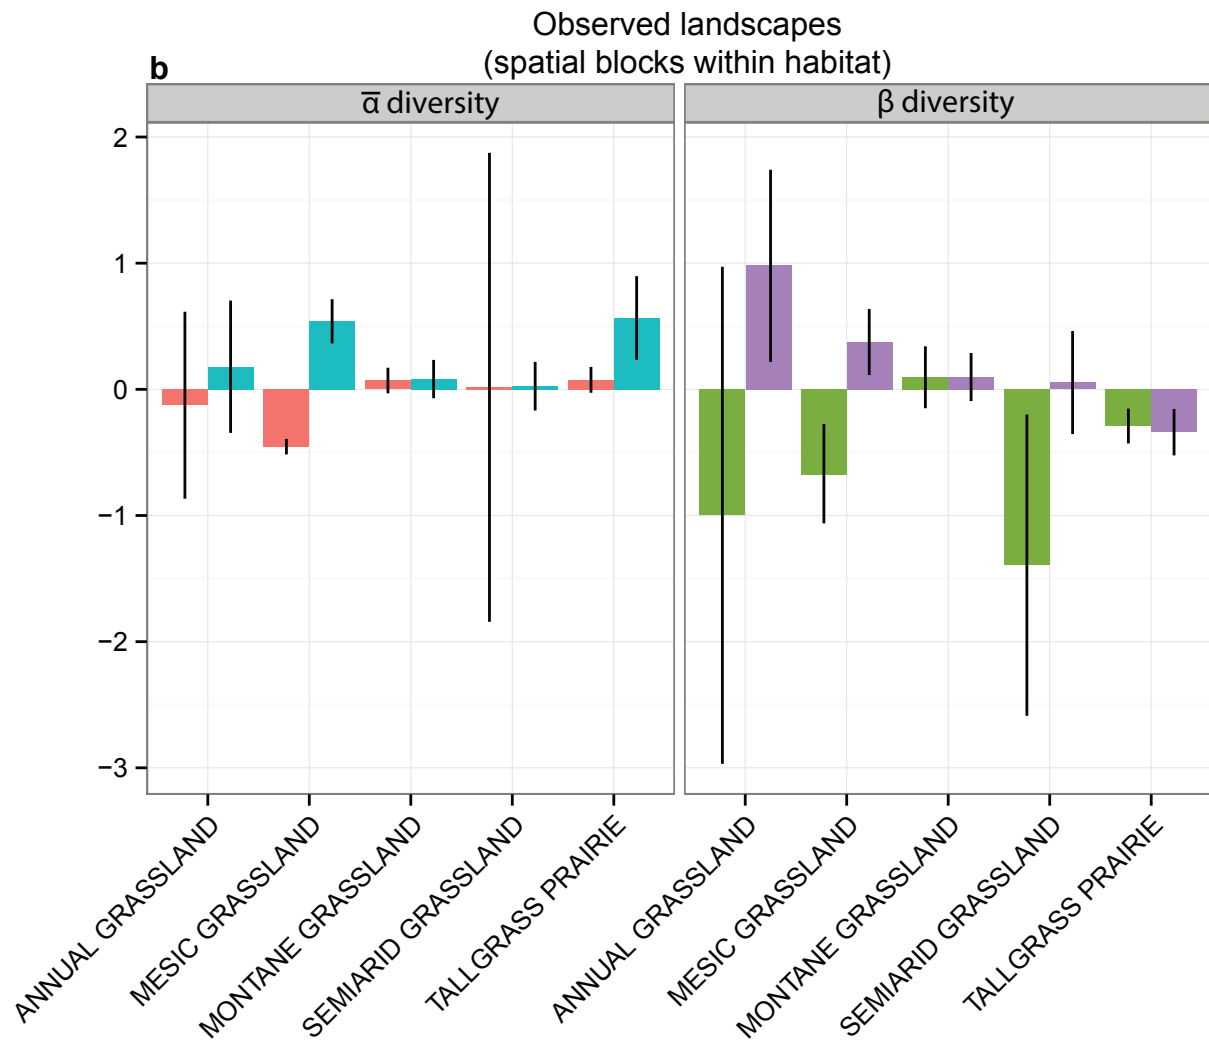 Observed landscapes
(spatial blocks within habitat)
b
ᾱ diversity
β diversity
2
1
0
−1
−2
−3
ANNUAL GRASSLAND
MESIC GRASSLAND
MONTANE GRASSLAND
SEMIARID GRASSLAND
TALLGRASS PRAIRIE
ANNUAL GRASSLAND
MESIC GRASSLAND
MONTANE GRASSLAND
SEMIARID GRASSLAND
TALLGRASS PRAIRIE